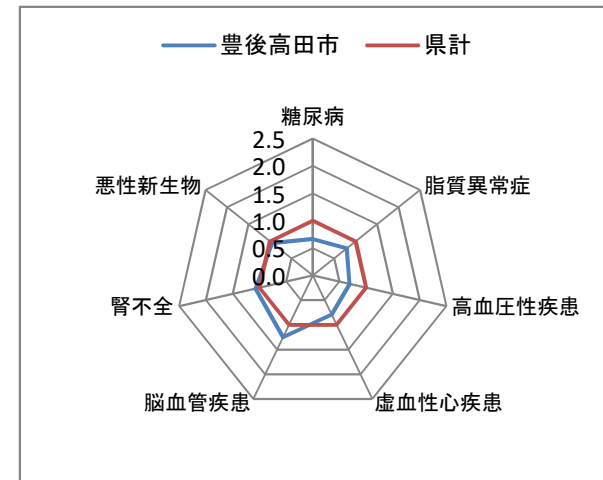 豊後高田市 県計
糖尿病
脂質異常症
高血圧性疾患
虚血性心疾患
脳血管疾患
腎不全
悪性新生物
2.5
2.0
1.5
1.0
0.5
0.0